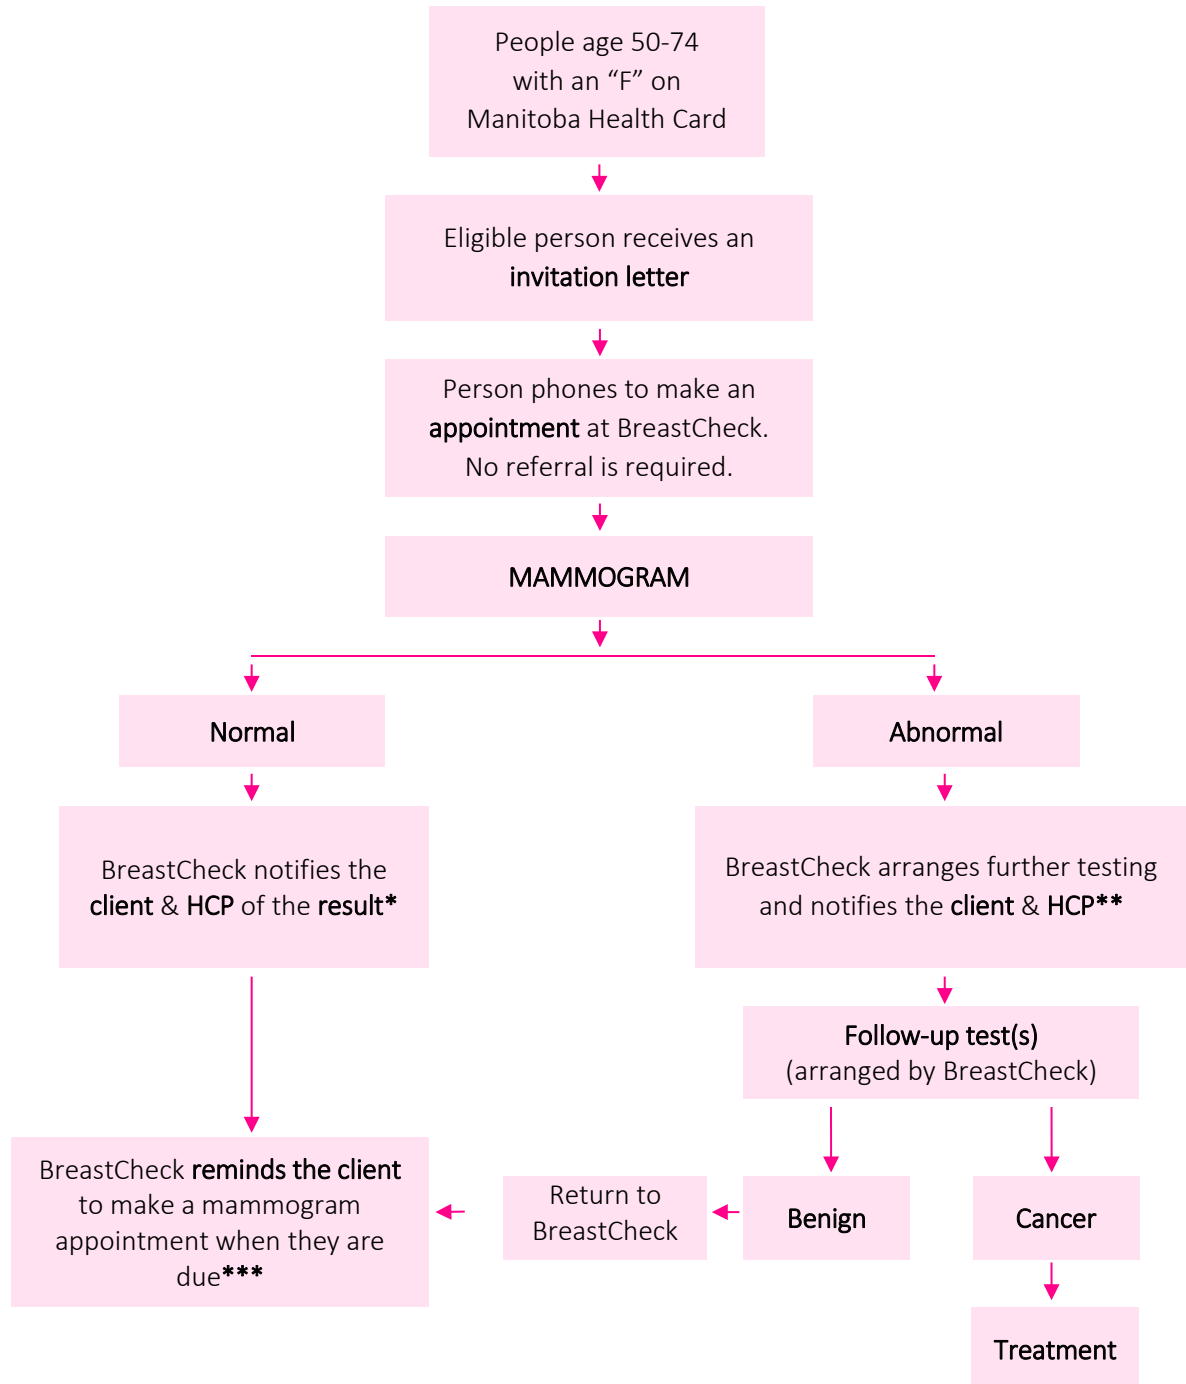 People age 50-74
with an “F” on
Manitoba Health Card
Eligible person receives an
invitation letter
Person phones to make an
appointment at BreastCheck.
No referral is required.
MAMMOGRAM
Normal
Abnormal
BreastCheck notifies the
client & HCP of the result*
BreastCheck arranges further testing
and notifies the client & HCP**
Follow-up test(s)
(arranged by BreastCheck)
BreastCheck reminds the client
to make a mammogram
appointment when they are
due***
Return to
BreastCheck
Benign
Cancer
Treatment